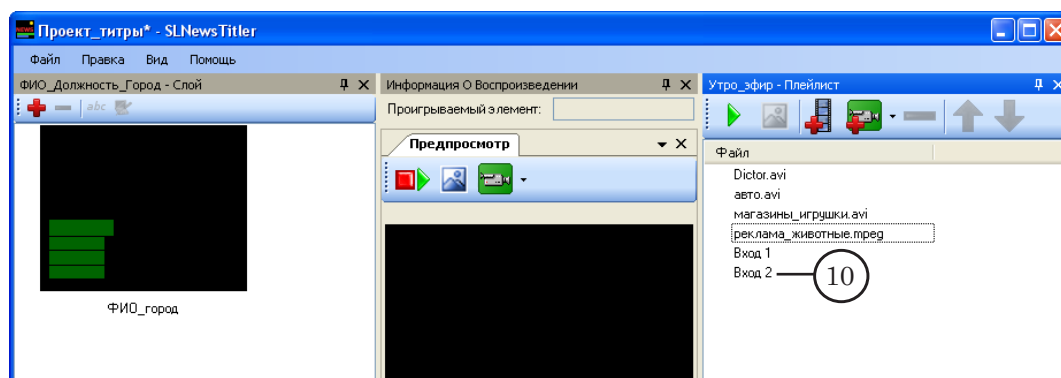 Проект_титры* - SLNewsTitler
Файл Правка Вид Помощь
ФИО_Должность_Город - Слой
abc
ФИО_город
Информация О Воспроизведении
Проигрываемый элемент:
Предпросмотр
Утро_эфир - Плейлист
Файл
Dictor.avi
авто.avi
магазины_игрушки.avi
реклама_животные.mpeg
Вход 1
Вход 2
10